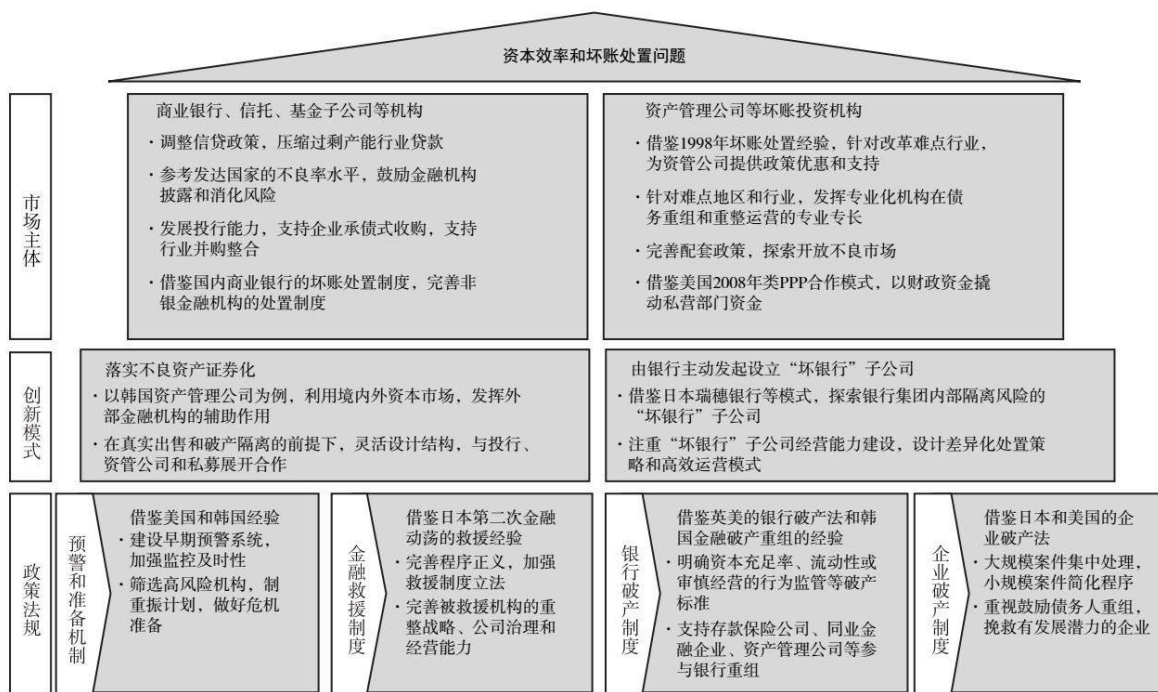 资本效率和坏账处置问题
市场主体
商业银行、信托、基金子公司等机构
· 调整信贷政策，压缩过剩产能行业贷款
· 参考发达国家的不良率水平，鼓励金融机构
披露和消化风险
· 发展投行能力，支持企业承债式收购，支持
行业并购整合
· 借鉴国内商业银行的坏账处置制度，完善非
银金融机构的处置制度
资产管理公司等坏账投资机构
· 借鉴1998年坏账处置经验，针对改革难点行业，
为资管公司提供政策优惠和支持
· 针对难点地区和行业，发挥专业化机构在债
务重组和重整运营的专业专长
· 完善配套政策，探索开放不良市场
· 借鉴美国2008年类PPP合作模式，以财政资金撬
动私营部门资金
创新模式
落实不良资产证券化
· 以韩国资产管理公司为例，利用境内外资本市场，发挥外
部金融机构的辅助作用
· 在真实出售和破产隔离的前提下，灵活设计结构，与投行、
资管公司和私募展开合作
由银行主动发起设立“坏银行”子公司
· 借鉴日本瑞穗银行等模式，探索银行集团内部隔离风险的
“坏银行”子公司
· 注重“坏银行”子公司经营能力建设，设计差异化处置策
略和高效运营模式
政策法规
预警和准备机制
借鉴美国和韩国经验
· 建设早期预警系统，
加强监控及时性
· 筛选高风险机构，制
重振计划，做好危机
准备
金融救援制度
借鉴日本第二次金融
动荡的救援经验
· 完善程序正义，加强
救援制度立法
· 完善被救援机构的重
整战略、公司治理和
经营能力
银行破产制度
借鉴英美的银行破产法和韩
国金融破产重组的经验
· 明确资本充足率、流动性或
审慎经营的行为监管等破产
标准
· 支持存款保险公司、同业金
融企业、资产管理公司等参
与银行重组
企业破产制度
借鉴日本和美国的企
业破产法
· 大规模案件集中处理，
小规模案件简化程序
· 重视鼓励债务人重组，
挽救有发展潜力的企业